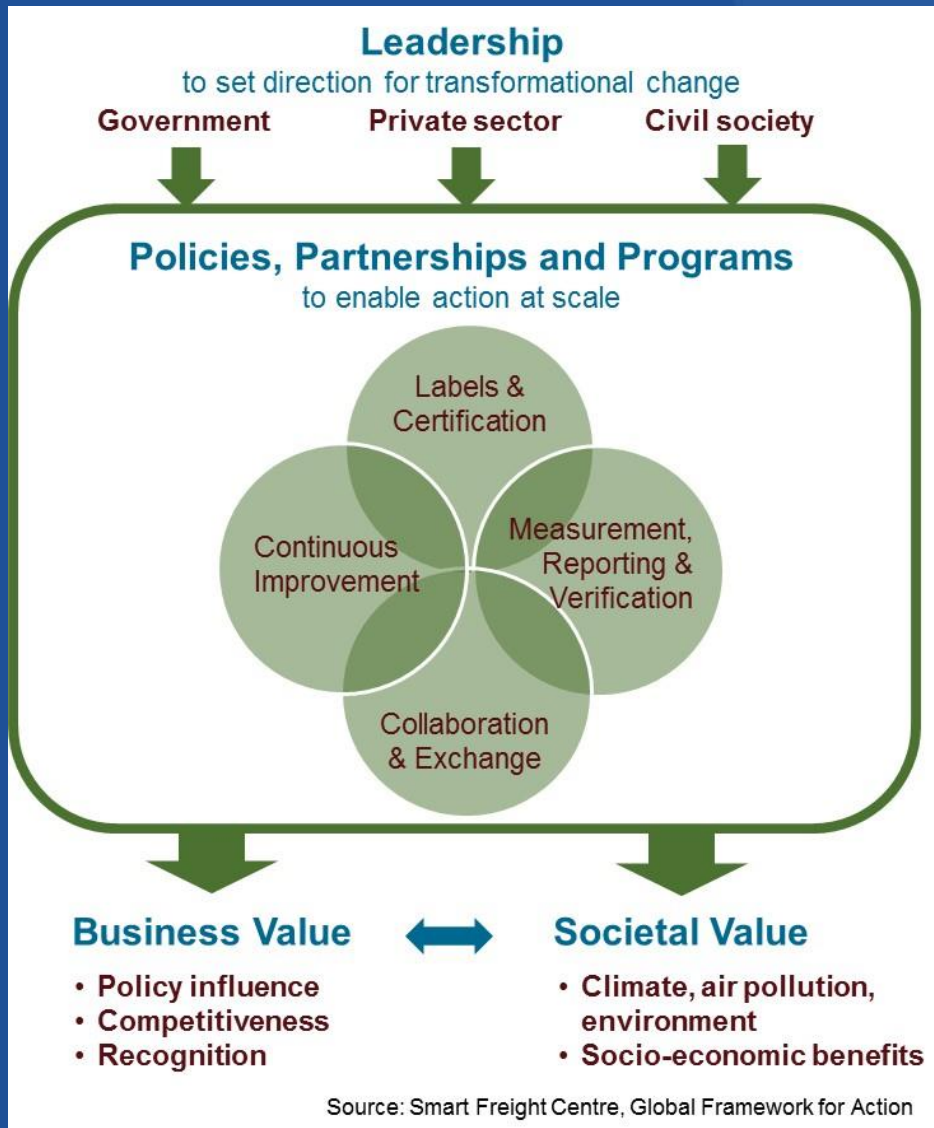 Leadership
to set direction for transformational change
Government Private sector Civil society
Policies, Partnerships and Programs
to enable action at scale
Labels &
Certification
Continuous
Improvement
Measurement,
Reporting &
Verification
Collaboration
& Exchange
Business Value
• Policy influence
• Competitiveness
• Recognition
Societal Value
• Climate, air pollution,
environment
• Socio-economic benefits
Source: Smart Freight Centre, Global Framework for Action